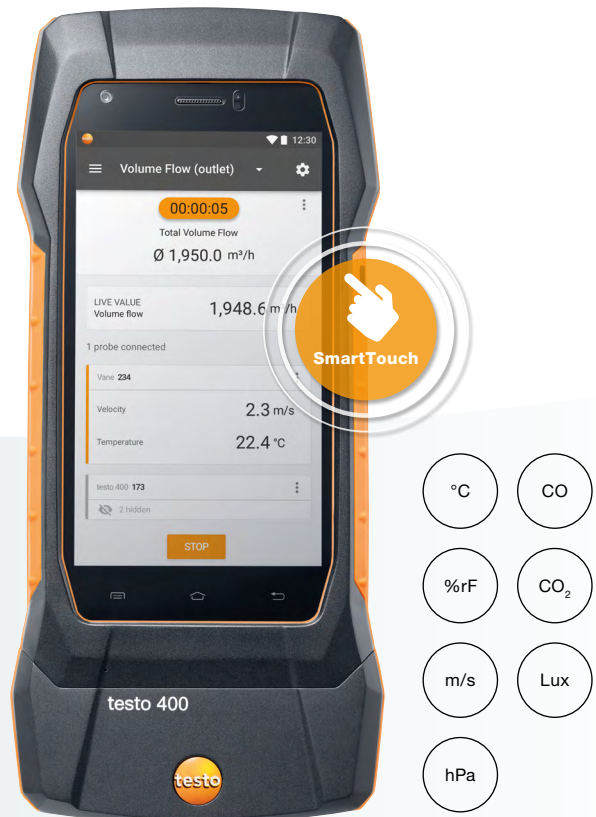 12:30
Volume Flow (outlet)
00:00:05
Total Volume Flow
Ø 1,950.0 m³/h
LIVE VALUE
Volume flow
1,948.6 m³/h
SmartTouch
1 probe connected
Vane 234
Velocity 2.3 m/s
Temperature 22.4 °C
testo 400 173
2 hidden
STOP
testo 400
testo
°C CO
%rF CO₂
m/s Lux
hPa